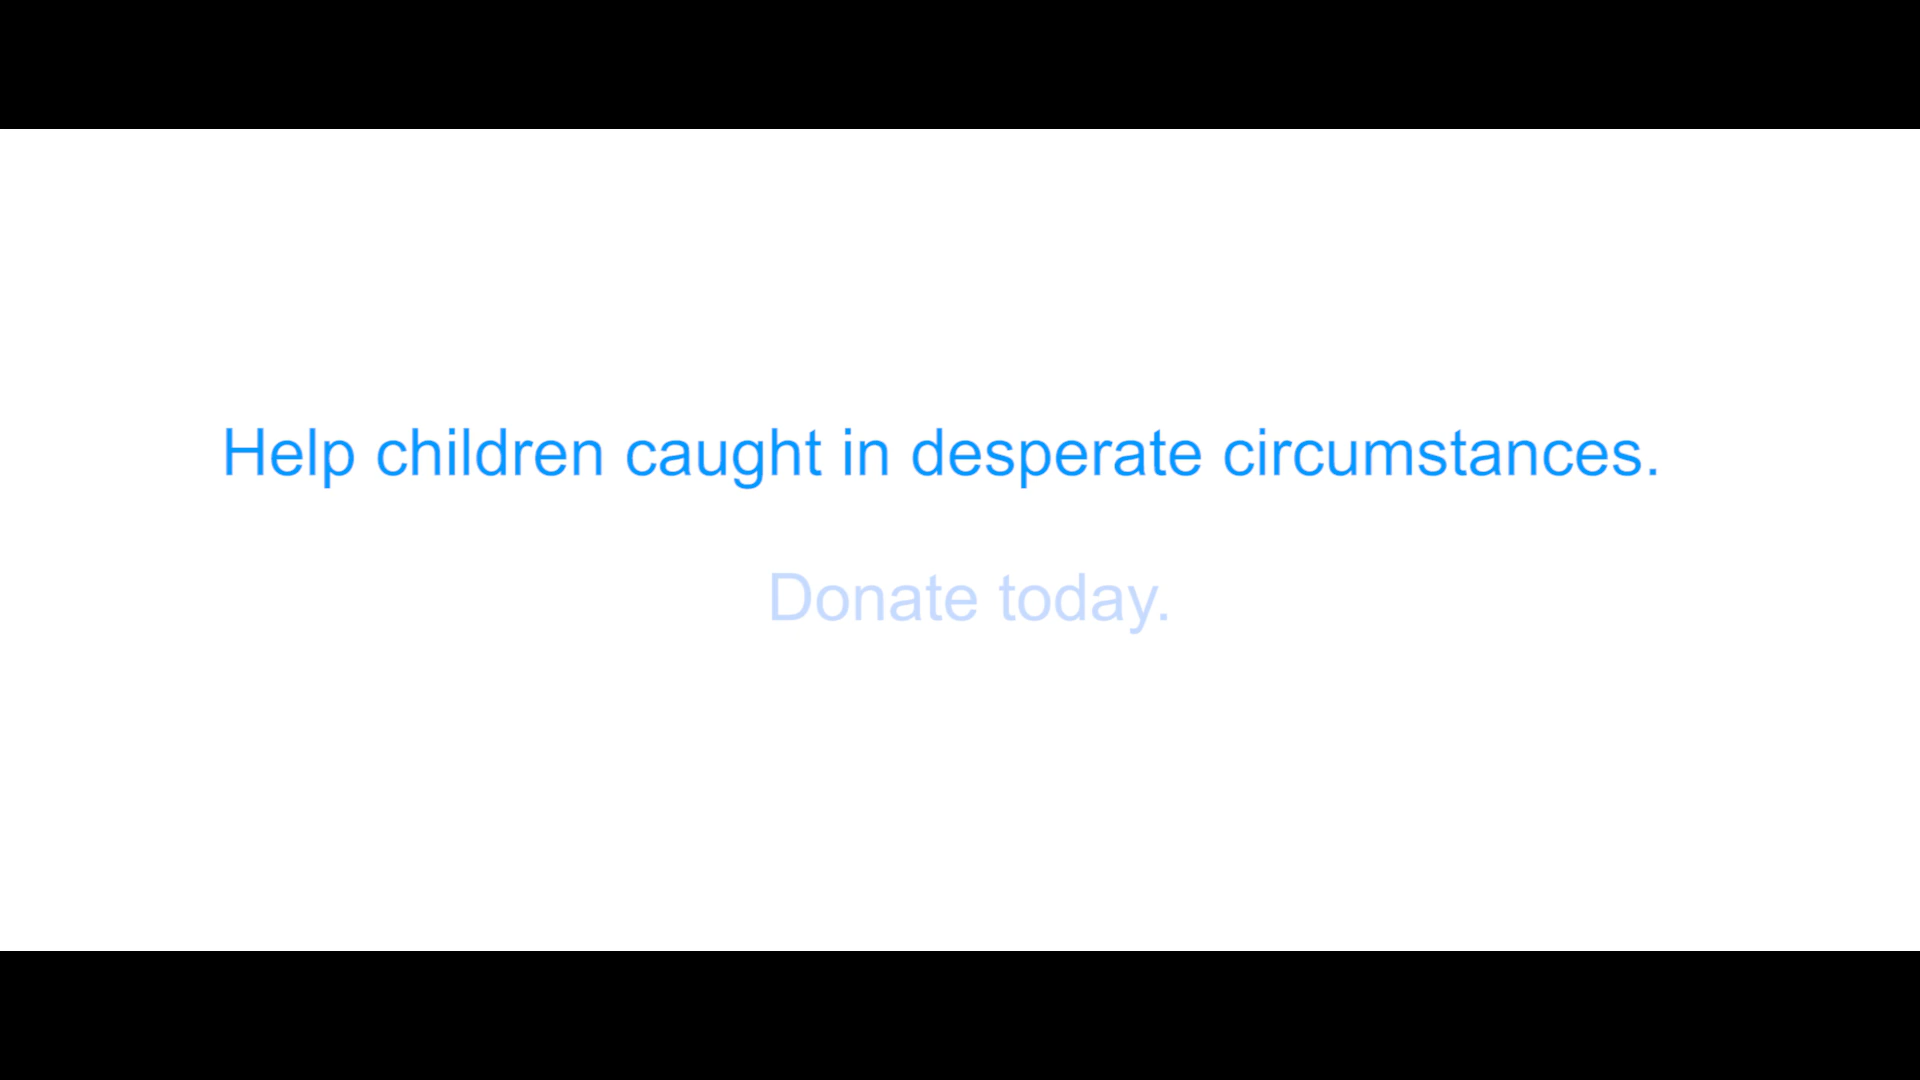 Help children caught in desperate circumstances.
Donate today.